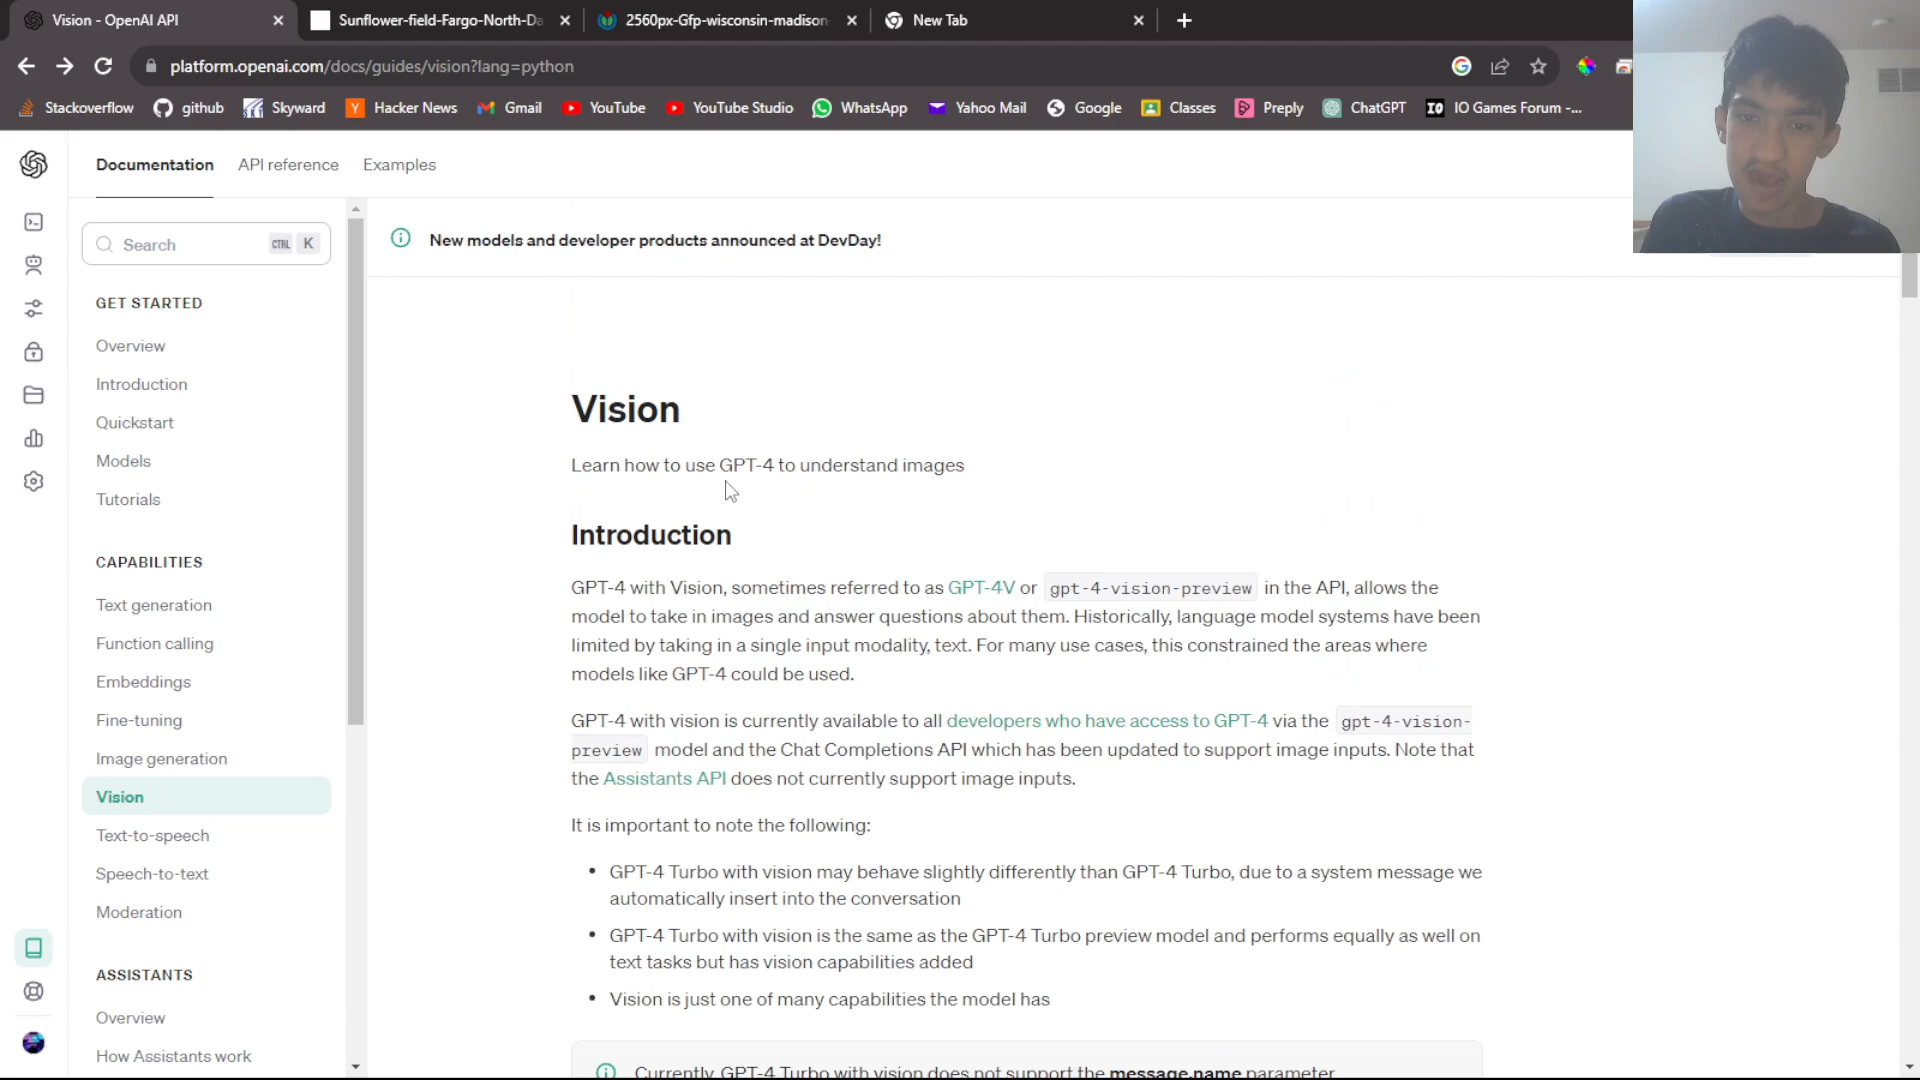 Vision - OpenAI API
Sunflower-field-Fargo-North-Da
2560px-Gfp-wisconsin-madison-
New Tab
platform.openai.com/docs/guides/vision?lang=python
Stackoverflow github Skyward Hacker News Gmail YouTube YouTube Studio WhatsApp Yahoo Mail Google Classes Preply ChatGPT IO IO Games Forum -...
Documentation API reference Examples
Search CTRL K
New models and developer products announced at DevDay!
GET STARTED
Overview
Introduction
Quickstart
Models
Tutorials
CAPABILITIES
Text generation
Function calling
Embeddings
Fine-tuning
Image generation
Vision
Text-to-speech
Speech-to-text
Moderation
ASSISTANTS
Overview
How Assistants work
Vision
Learn how to use GPT-4 to understand images
Introduction
GPT-4 with Vision, sometimes referred to as GPT-4V or gpt-4-vision-preview in the API, allows the
model to take in images and answer questions about them. Historically, language model systems have been
limited by taking in a single input modality, text. For many use cases, this constrained the areas where
models like GPT-4 could be used.
GPT-4 with vision is currently available to all developers who have access to GPT-4 via the gpt-4-vision-
preview model and the Chat Completions API which has been updated to support image inputs. Note that
the Assistants API does not currently support image inputs.
It is important to note the following:
• GPT-4 Turbo with vision may behave slightly differently than GPT-4 Turbo, due to a system message we
automatically insert into the conversation
• GPT-4 Turbo with vision is the same as the GPT-4 Turbo preview model and performs equally as well on
text tasks but has vision capabilities added
• Vision is just one of many capabilities the model has
Currently, GPT-4 Turbo with vision does not support the message.name parameter